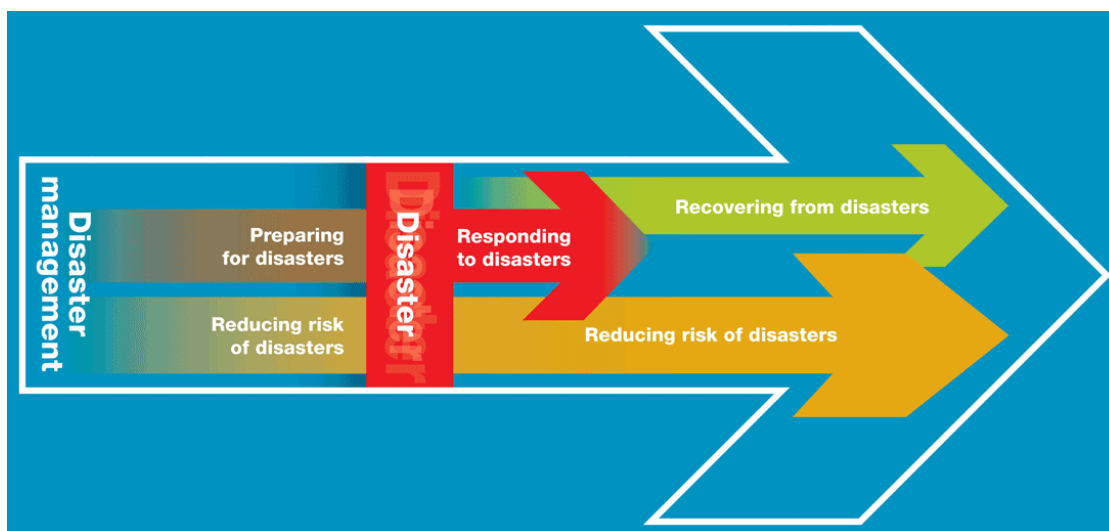 Disaster
management
Preparing
for disasters
Reducing risk
of disasters
Disaster
Responding
to disasters
Recovering from disasters
Reducing risk of disasters